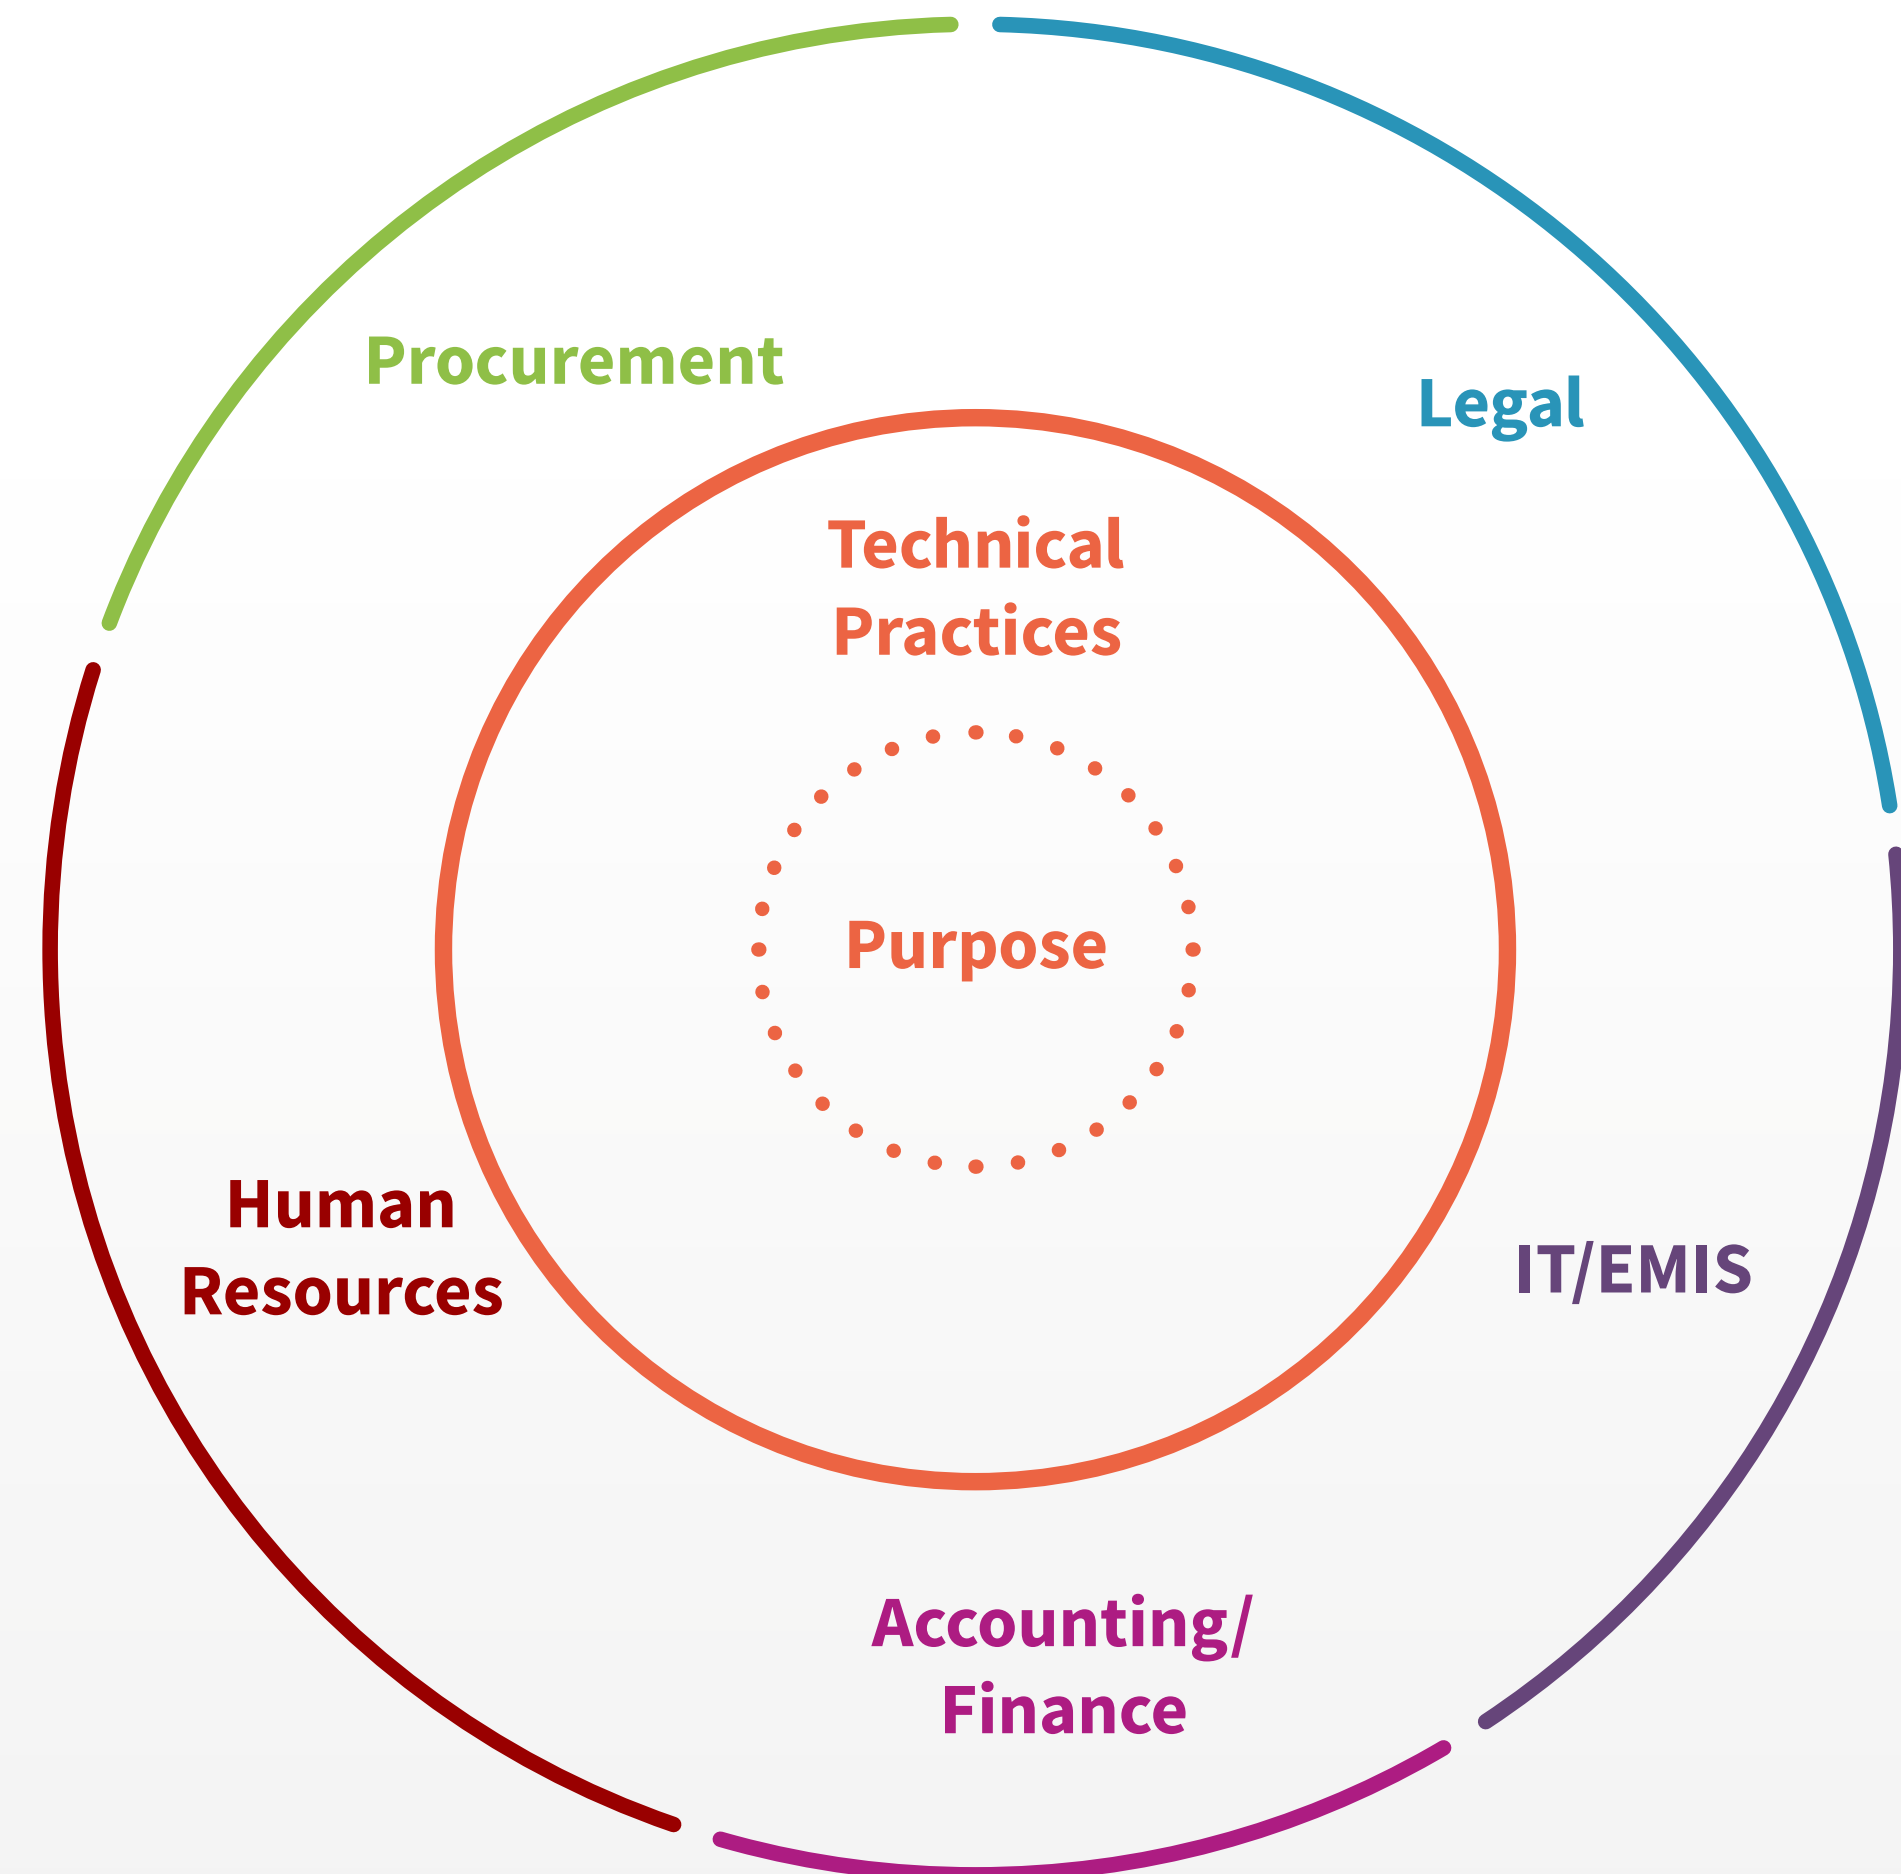 Procurement
Legal
Technical
Practices
Purpose
Human
Resources
IT/EMIS
Accounting/
Finance